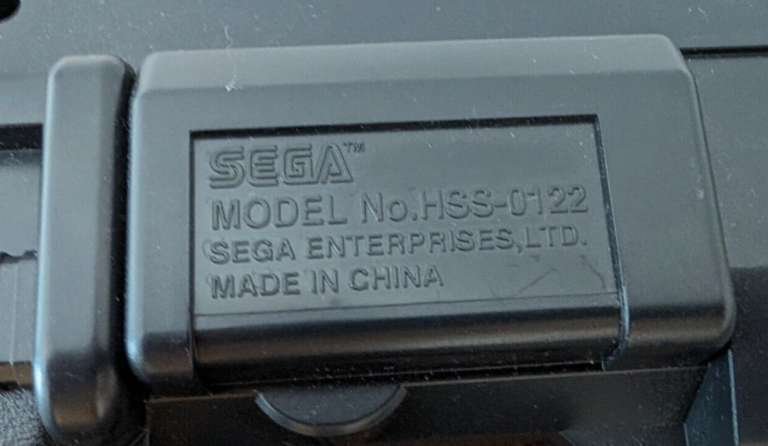 SEGA™
MODEL No.HSS-0122
SEGA ENTERPRISES,LTD.
MADE IN CHINA